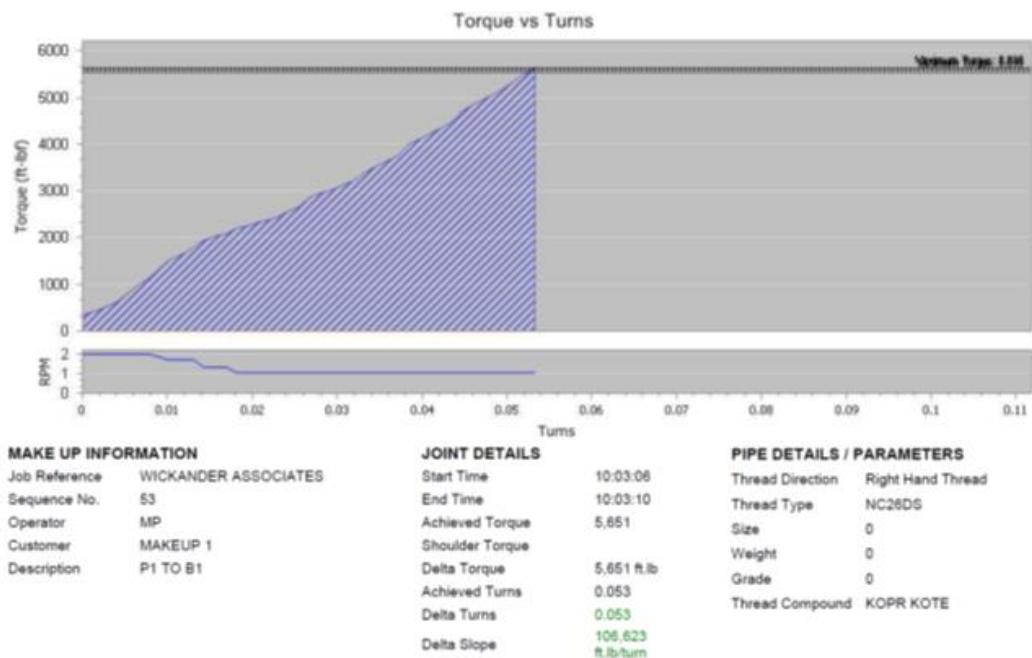 Torque vs Turns
6000
5000
4000
3000
2000
1000
0
Torque (ft-lbf)
Torque:
2
1
0
RPM
0 0.01 0.02 0.03 0.04 0.05 0.06 0.07 0.08 0.09 0.1 0.11
Turns
MAKE UP INFORMATION
Job Reference WICKANDER ASSOCIATES
Sequence No. 53
Operator MP
Customer MAKEUP 1
Description P1 TO B1
JOINT DETAILS
Start Time 10:03:06
End Time 10:03:10
Achieved Torque 5,651
Shoulder Torque
Delta Torque 5,651 ft.lb
Achieved Turns 0.053
Delta Turns 0.053
Delta Slope 106,623
ft.lb/turn
PIPE DETAILS / PARAMETERS
Thread Direction Right Hand Thread
Thread Type NC26DS
Size 0
Weight 0
Grade 0
Thread Compound KOPR KOTE